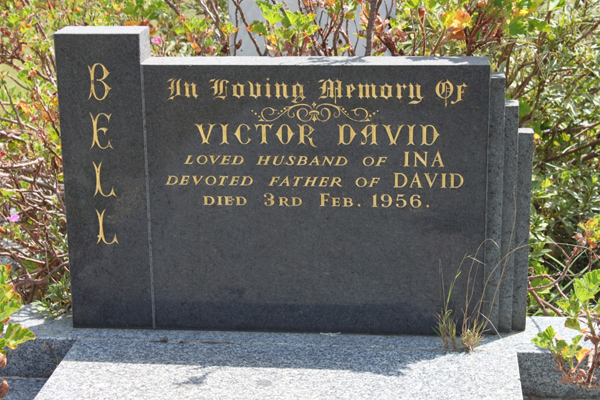 BELL
In Loving Memory Of
VICTOR DAVID
LOVED HUSBAND OF INA
DEVOTED FATHER OF DAVID
DIED 3RD FEB. 1956.